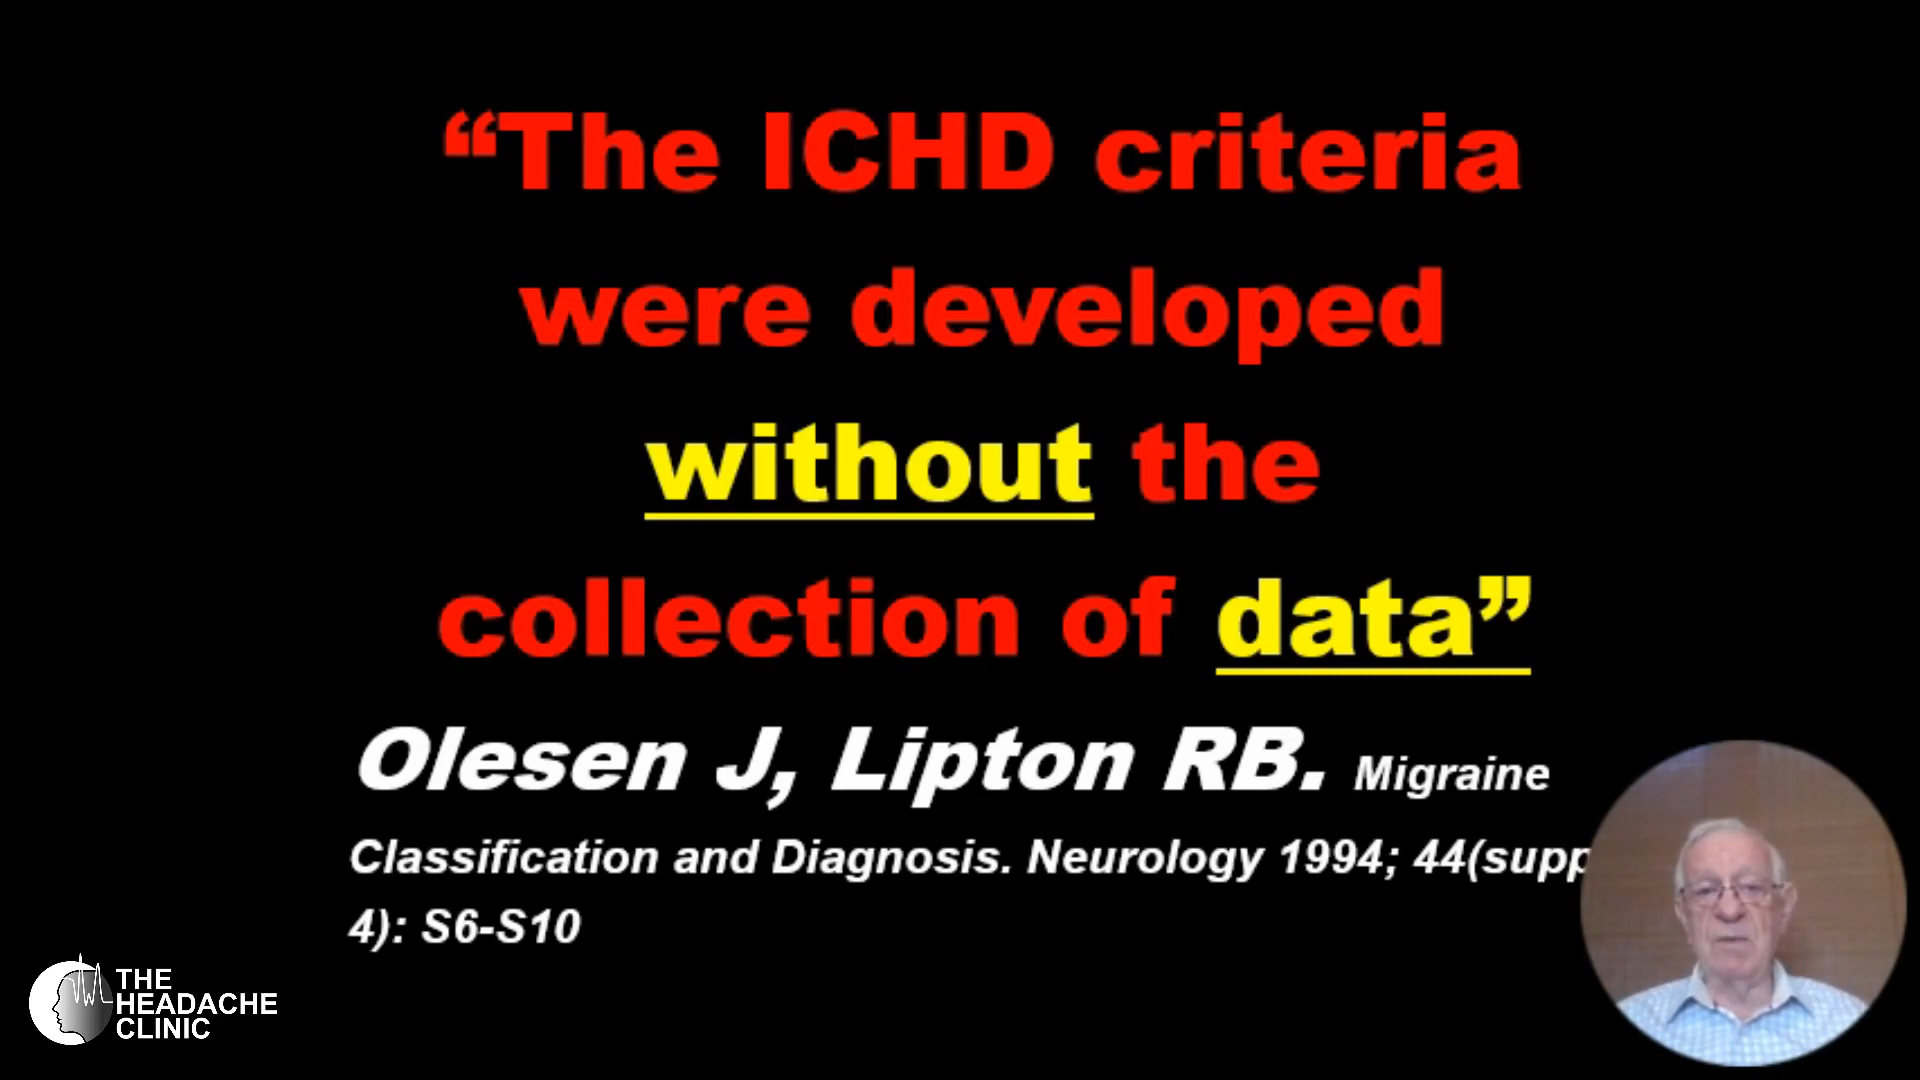 “The ICHD criteria
were developed
without the
collection of data”
Olesen J, Lipton RB. Migraine
Classification and Diagnosis. Neurology 1994; 44(supp
4): S6-S10
THE
HEADACHE
CLINIC